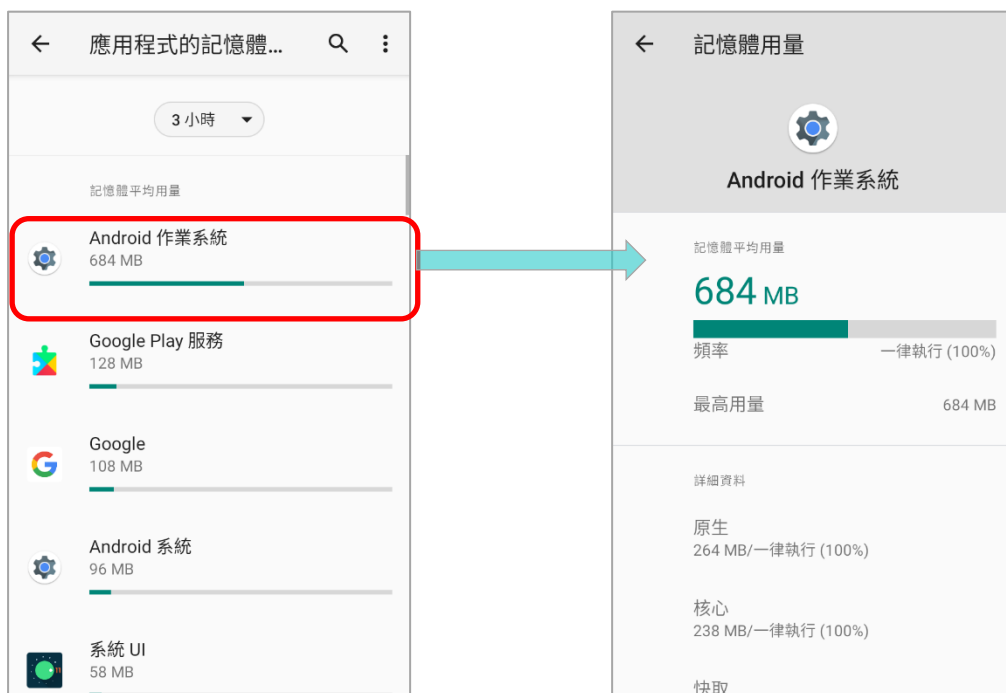 應用程式的記憶體...
3 小時
記憶體平均用量
Android 作業系統
684 MB
Google Play 服務
128 MB
Google
108 MB
Android 系統
96 MB
系統 UI
58 MB
記憶體用量
Android 作業系統
記憶體平均用量
684 MB
頻率 一律執行 (100%)
最高用量 684 MB
詳細資料
原生
264 MB/一律執行 (100%)
核心
238 MB/一律執行 (100%)
快取